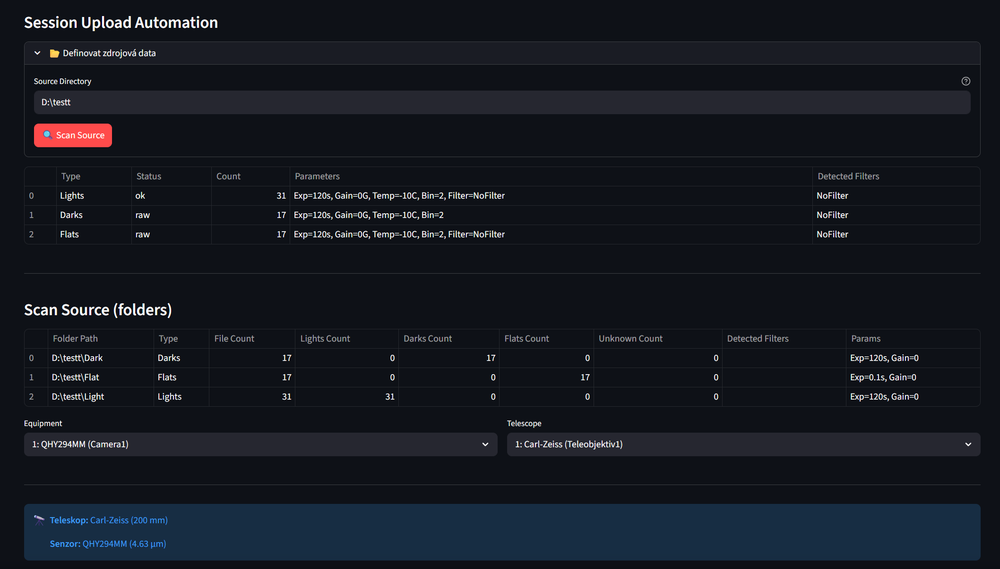 Session Upload Automation
Definovat zdrojová data
Source Directory
D:\testt
Scan Source
Type Status Count Parameters Detected Filters
0 Lights ok 31 Exp=120s, Gain=0G, Temp=-10C, Bin=2, Filter=NoFilter NoFilter
1 Darks raw 17 Exp=120s, Gain=0G, Temp=-10C, Bin=2 NoFilter
2 Flats raw 17 Exp=120s, Gain=0G, Temp=-10C, Bin=2, Filter=NoFilter NoFilter
Scan Source (folders)
Folder Path Type File Count Lights Count Darks Count Flats Count Unknown Count Detected Filters Params
0 D:\testt\Dark Darks 17 0 17 0 0 Exp=120s, Gain=0
1 D:\testt\Flat Flats 17 0 0 17 0 Exp=0.1s, Gain=0
2 D:\testt\Light Lights 31 31 0 0 0 Exp=120s, Gain=0
Equipment Telescope
1: QHY294MM (Camera1) 1: Carl-Zeiss (Teleobjektiv1)
Teleskop: Carl-Zeiss (200 mm)
Senzor: QHY294MM (4.63 µm)